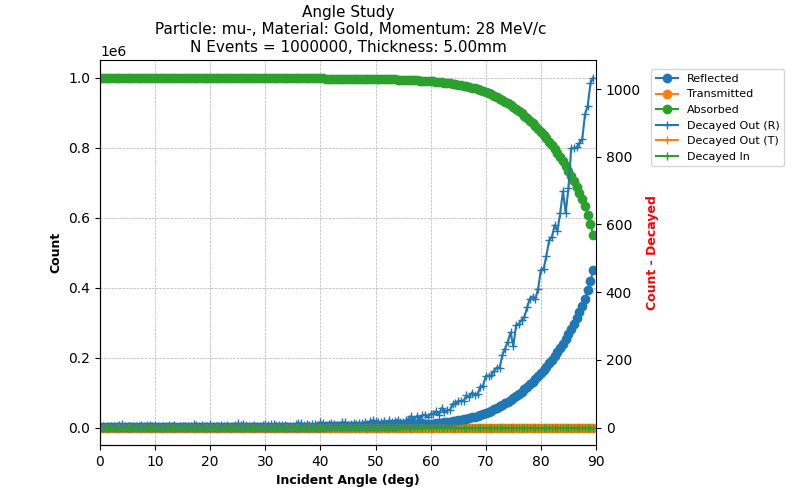 Angle Study
Particle: mu-, Material: Gold, Momentum: 28 MeV/c
N Events = 1000000, Thickness: 5.00mm
1e6
1.0
0.8
0.6
0.4
0.2
0.0
Count
0 10 20 30 40 50 60 70 80 90
Incident Angle (deg)
1000
800
600
400
200
0
Count - Decayed
Reflected
Transmitted
Absorbed
Decayed Out (R)
Decayed Out (T)
Decayed In